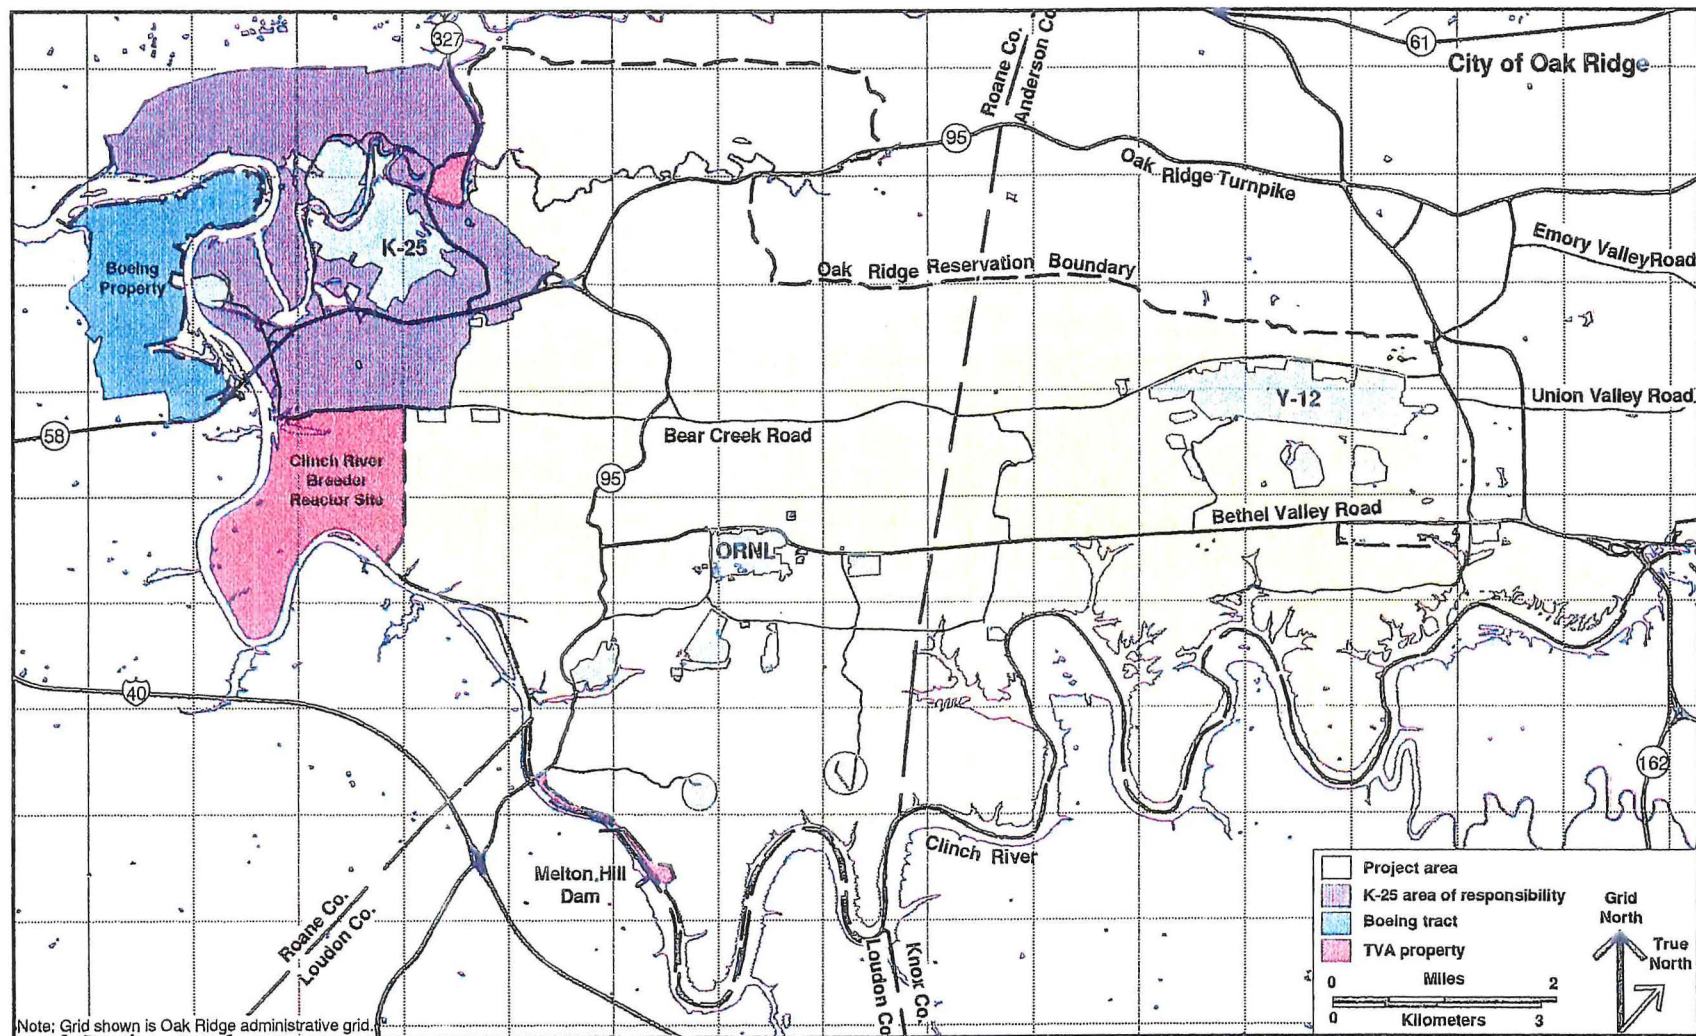 327
Roane Co.
Anderson Co.
61
City of Oak Ridge
95
Oak Ridge Turnpike
K-25
Boeing
Property
Oak Ridge Reservation Boundary
Emory Valley Road
Y-12
Union Valley Road
58
Bear Creek Road
Clinch River
Breeder
Reactor Site
95
Bethel Valley Road
ORNL
40
162
Clinch River
Melton Hill
Dam
Roane Co.
Loudon Co.
Knox Co.
Loudon Co.
Project area
K-25 area of responsibility
Boeing tract
TVA property
Grid
North
True
North
0 Miles 2
0 Kilometers 3
Note: Grid shown is Oak Ridge administrative grid.